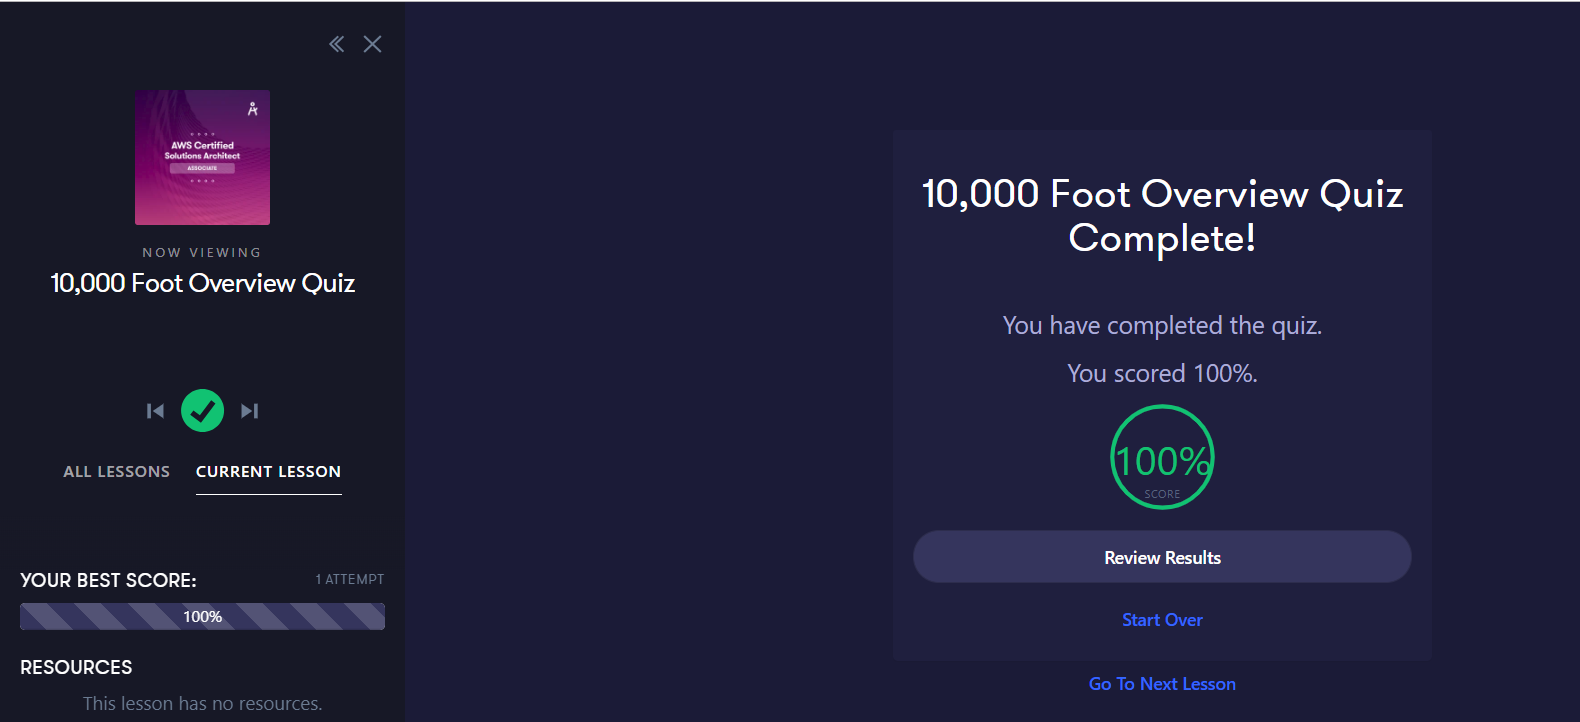 AWS Certified
Solutions Architect
ASSOCIATE
NOW VIEWING
10,000 Foot Overview Quiz
ALL LESSONS
CURRENT LESSON
YOUR BEST SCORE:
1 ATTEMPT
100%
RESOURCES
This lesson has no resources.
10,000 Foot Overview Quiz
Complete!
You have completed the quiz.
You scored 100%.
100%
SCORE
Review Results
Start Over
Go To Next Lesson